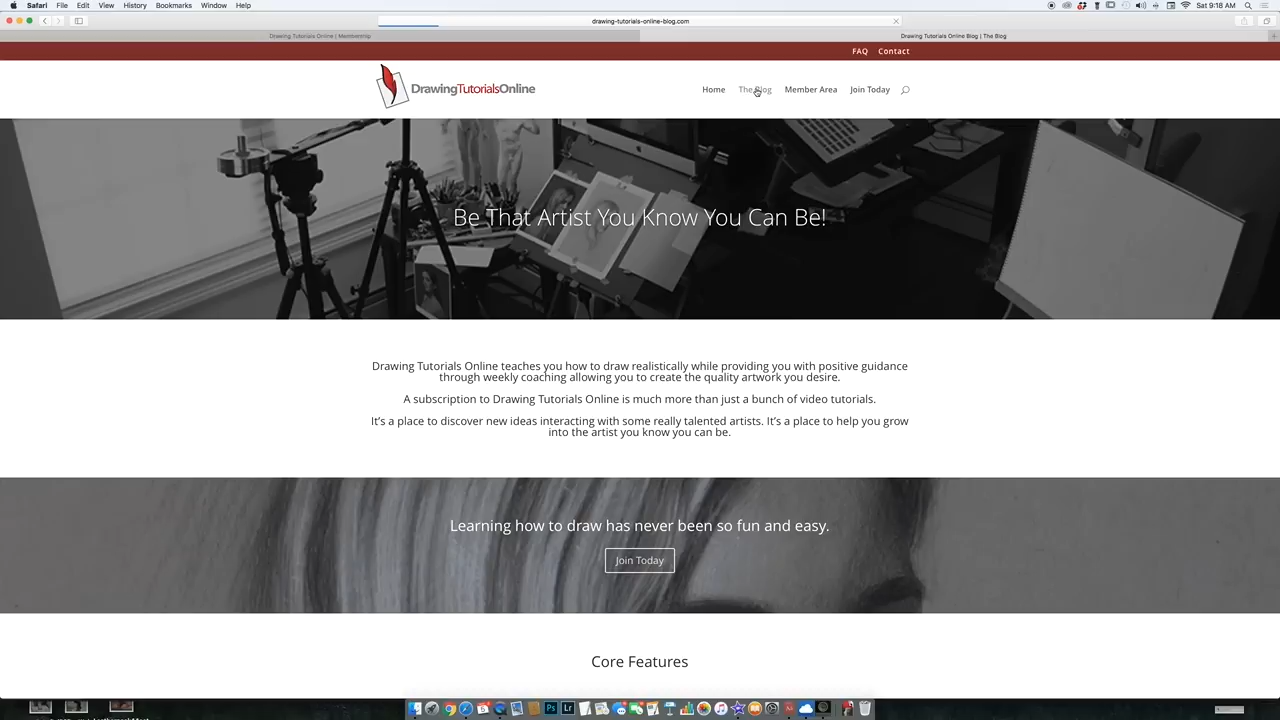 Safari File Edit View History Bookmarks Window Help
Sat 9:18 AM
drawing-tutorials-online-blog.com
Drawing Tutorials Online | Membership
Drawing Tutorials Online Blog | The Blog
FAQ Contact
DrawingTutorialsOnline
Home The Blog Member Area Join Today
Be That Artist You Know You Can Be!
Drawing Tutorials Online teaches you how to draw realistically while providing you with positive guidance
through weekly coaching allowing you to create the quality artwork you desire.
A subscription to Drawing Tutorials Online is much more than just a bunch of video tutorials.
It’s a place to discover new ideas interacting with some really talented artists. It’s a place to help you grow
into the artist you know you can be.
Learning how to draw has never been so fun and easy.
Join Today
Core Features
Ps Lr